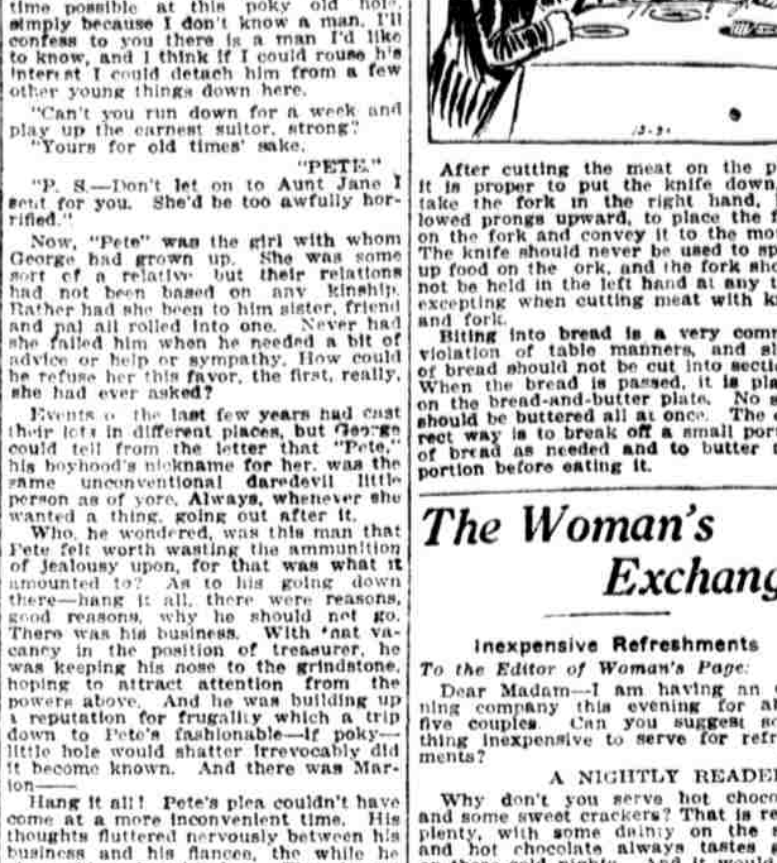 time possible at this poky old hole,
simply because I don't know a man. I'll
confess to you there is a man I'd like
to know, and I think if I could rouse his
interest I could detach him from a few
other young things down here.
"Can't you run down for a week and
play up the earnest suitor, strong?
"Yours for old times' sake,
"PETE."
"P. S.—Don't let on to Aunt Jane I
sent for you. She'd be too awfully hor-
rified."
Now, "Pete" was the girl with whom
George had grown up. She was some
sort of a relative but their relations
had not been based on any kinship.
Rather had she been to him sister, friend
and pal all rolled into one. Never had
she failed him when he needed a bit of
advice or help or sympathy. How could
he refuse her this favor, the first, really,
she had ever asked?
Events o the last few years had cast
their lots in different places, but George
could tell from the letter that "Pete,"
his boyhood's nickname for her, was the
same unconventional daredevil little
person as of yore. Always, whenever she
wanted a thing, going out after it.
Who, he wondered, was this man that
Pete felt worth wasting the ammunition
of jealousy upon, for that was what it
amounted to? As to his going down
there—hang it all, there were reasons,
good reasons, why he should not go.
There was his business. With that va-
cancy in the position of treasurer, he
was keeping his nose to the grindstone,
hoping to attract attention from the
powers above. And he was building up
a reputation for frugality which a trip
down to Pete's fashionable—if poky—
little hole would shatter irrevocably did
it become known. And there was Mar-
ion—
Hang it all! Pete's plea couldn't have
come at a more inconvenient time. His
thoughts fluttered nervously between his
business and his fiancee, the while he
After cutting the meat on the p
it is proper to put the knife down
take the fork in the right hand,
lowed prongs upward, to place the
on the fork and convey it to the mo
The knife should never be used to sp
up food on the ork, and the fork sho
not be held in the left hand at any t
excepting when cutting meat with k
and fork.
Biting into bread is a very comm
violation of table manners, and sl
of bread should not be cut into secti
When the bread is passed, it is pla
on the bread-and-butter plate. No s
should be buttered all at once. The
rect way is to break off a small por
of bread as needed and to butter t
portion before eating it.
The Woman's
Exchang
Inexpensive Refreshments
To the Editor of Woman's Page:
Dear Madam—I am having an
ning company this evening for a
five couples. Can you suggest so
thing inexpensive to serve for refr
ments?
A NIGHTLY READER
Why don't you serve hot choco
and some sweet crackers? That is re
plenty, with some dainty on the s
and hot chocolate always tastes
on these cold nights. And it woul